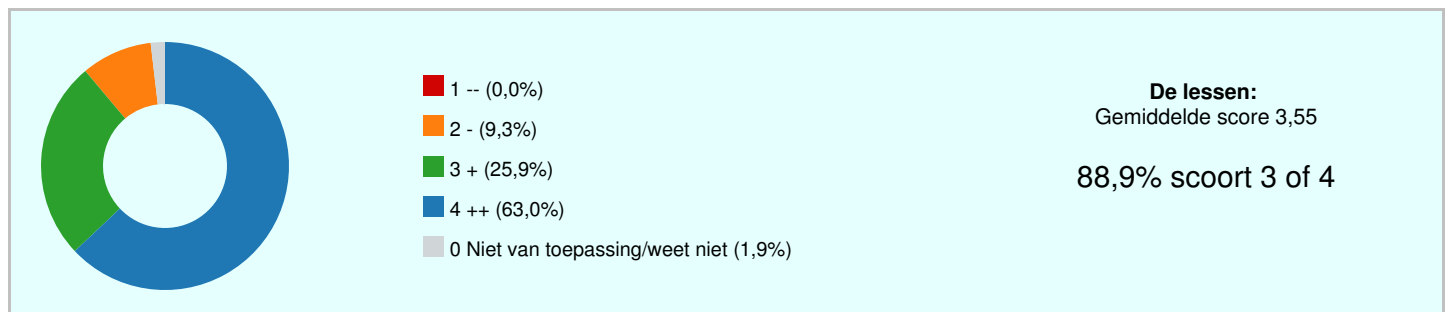 1 -- (0,0%)
2 - (9,3%)
3 + (25,9%)
4 ++ (63,0%)
0 Niet van toepassing/weet niet (1,9%)
De lessen:
Gemiddelde score 3,55
88,9% scoort 3 of 4